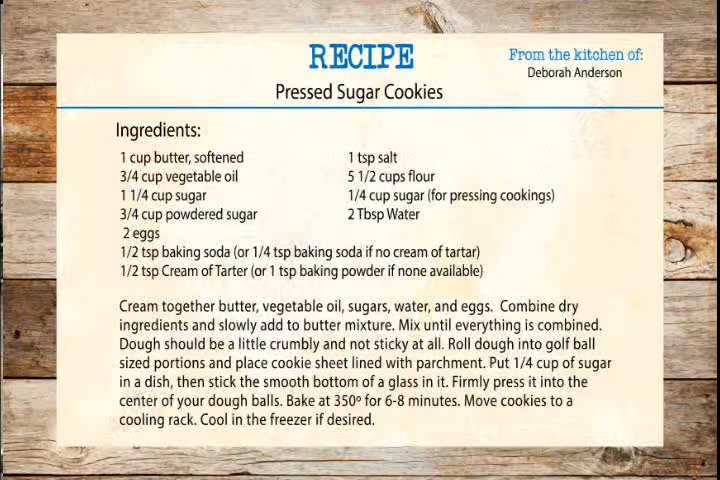 RECIPE
From the kitchen of:
Deborah Anderson
Pressed Sugar Cookies
Ingredients:
1 cup butter, softened
3/4 cup vegetable oil
1 1/4 cup sugar
3/4 cup powdered sugar
2 eggs
1/2 tsp baking soda (or 1/4 tsp baking soda if no cream of tartar)
1/2 tsp Cream of Tarter (or 1 tsp baking powder if none available)
1 tsp salt
5 1/2 cups flour
1/4 cup sugar (for pressing cookings)
2 Tbsp Water
Cream together butter, vegetable oil, sugars, water, and eggs. Combine dry
ingredients and slowly add to butter mixture. Mix until everything is combined.
Dough should be a little crumbly and not sticky at all. Roll dough into golf ball
sized portions and place cookie sheet lined with parchment. Put 1/4 cup of sugar
in a dish, then stick the smooth bottom of a glass in it. Firmly press it into the
center of your dough balls. Bake at 350º for 6-8 minutes. Move cookies to a
cooling rack. Cool in the freezer if desired.